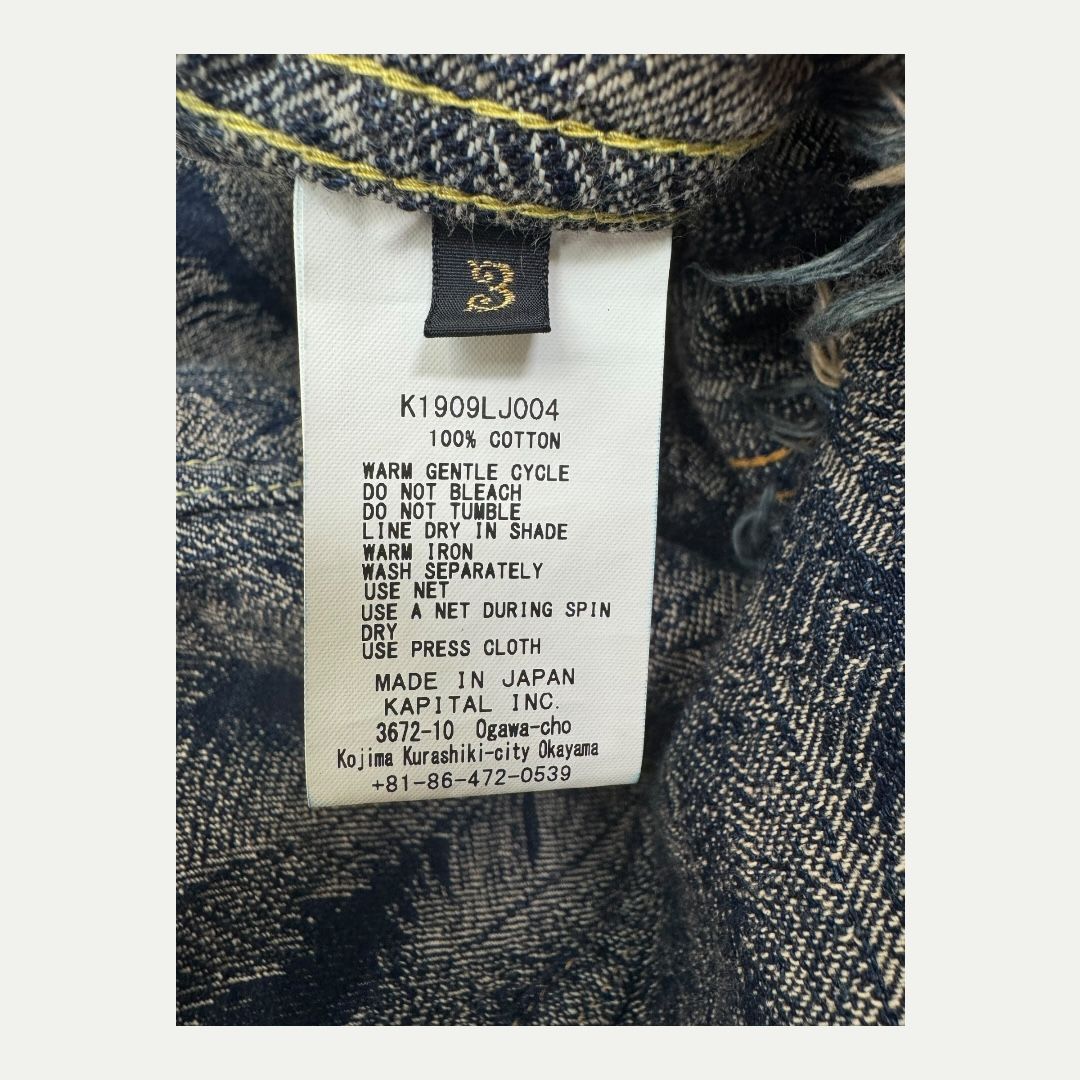 3
K1909LJ004
100% COTTON
WARM GENTLE CYCLE
DO NOT BLEACH
DO NOT TUMBLE
LINE DRY IN SHADE
WARM IRON
WASH SEPARATELY
USE NET
USE A NET DURING SPIN
DRY
USE PRESS CLOTH
MADE IN JAPAN
KAPITAL INC.
3672-10 Ogawa-cho
Kojima Kurashiki-city Okayama
+81-86-472-0539